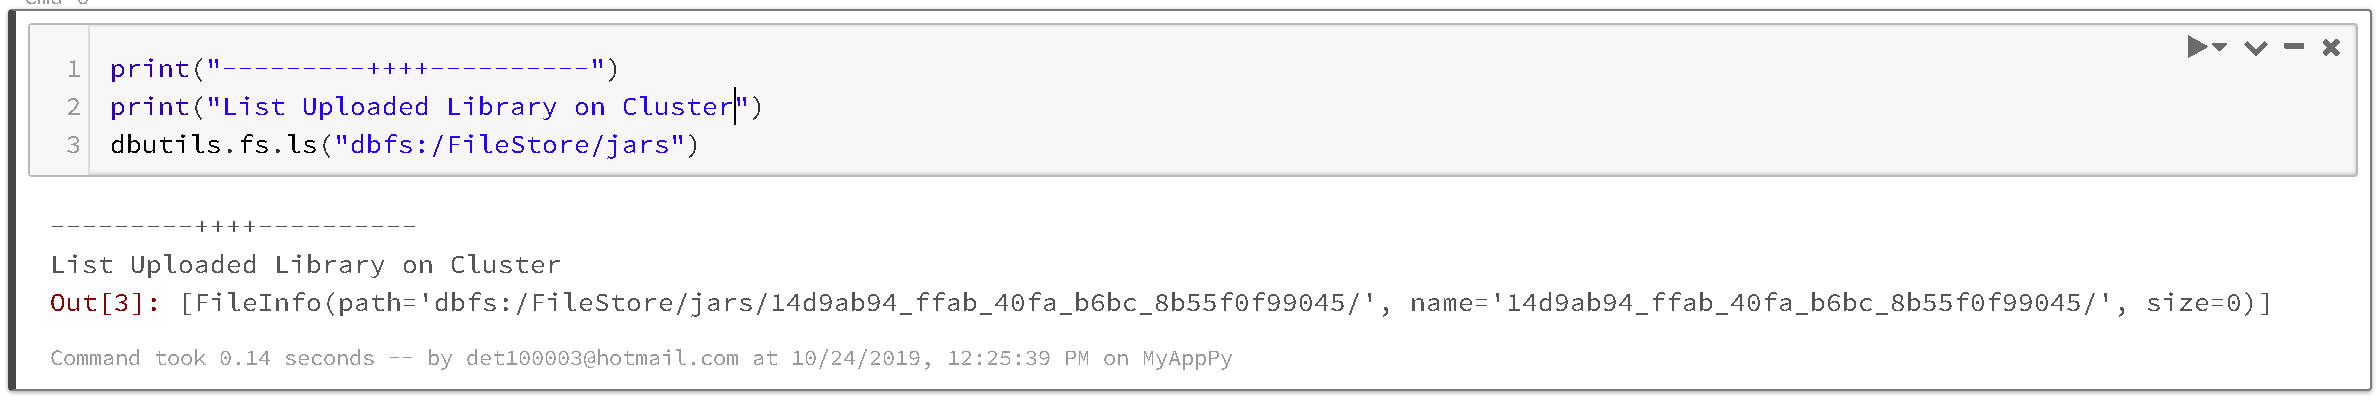 1 print("---------++++----------")
2 print("List Uploaded Library on Cluster")
3 dbutils.fs.ls("dbfs:/FileStore/jars")
---------++++----------
List Uploaded Library on Cluster
Out[3]: [FileInfo(path='dbfs:/FileStore/jars/14d9ab94_ffab_40fa_b6bc_8b55f0f99045/', name='14d9ab94_ffab_40fa_b6bc_8b55f0f99045/', size=0)]
Command took 0.14 seconds -- by det100003@hotmail.com at 10/24/2019, 12:25:39 PM on MyAppPy